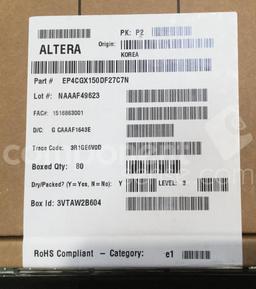 PK: P2
ALTERA
Origin:
KOREA
Part # EP4CGX150DF27C7N
Lot #: NAAAF49623
FAC#: 1516863001
D/C: G CAAAF1643E
Trace Code: 3R1GE6V0D
Boxed Qty: 80
Dry/Packed? (Y=Yes, N=No): Y LEVEL: 3
Box Id: 3VTAW2B604
RoHS Compliant - Category: e1